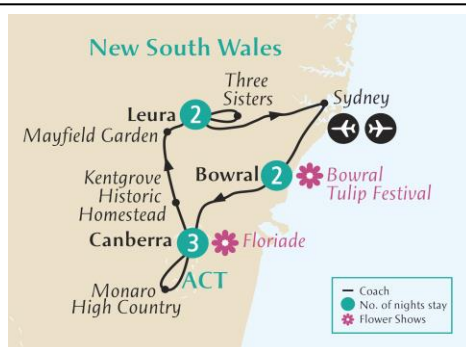 New South Wales
Three
Sisters
Sydney
Leura 2
Mayfield Garden
Bowral 2
Bowral
Tulip Festival
Kentgrove
Historic
Homestead
Canberra 3
Floriade
ACT
Monaro
High Country
Coach
No. of nights stay
Flower Shows